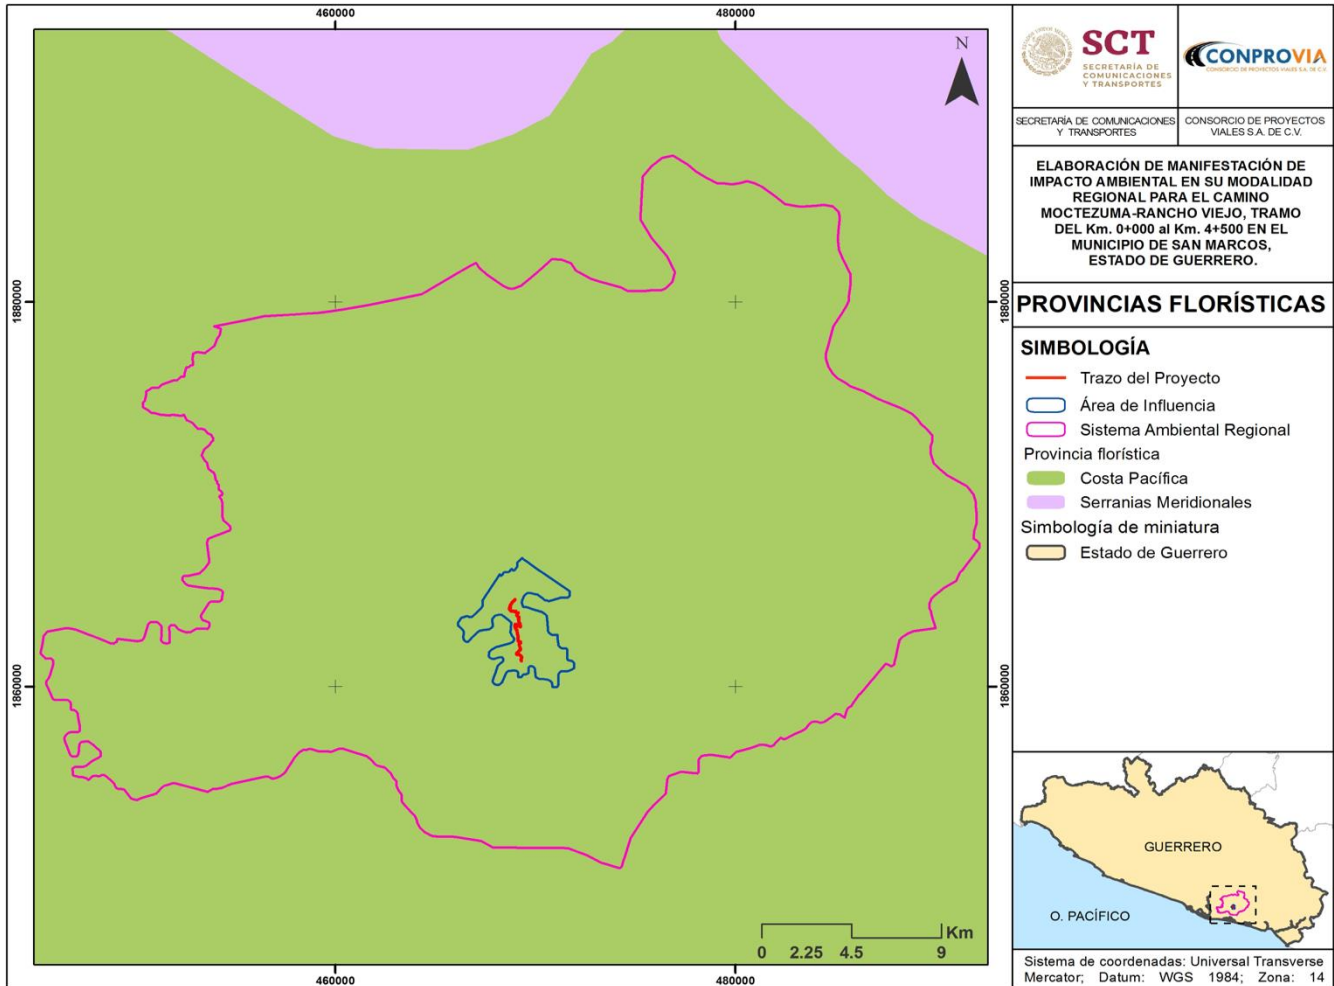 460000
480000
N
1880000
1880000
1860000
1860000
Km
0 2.25 4.5 9
460000
480000
SCT
SECRETARÍA DE
COMUNICACIONES
Y TRANSPORTES
CONPROVIA
CONSORCIO DE PROYECTOS VIALES S.A. DE C.V.
SECRETARÍA DE COMUNICACIONES
Y TRANSPORTES
CONSORCIO DE PROYECTOS
VIALES S.A. DE C.V.
ELABORACIÓN DE MANIFESTACIÓN DE
IMPACTO AMBIENTAL EN SU MODALIDAD
REGIONAL PARA EL CAMINO
MOCTEZUMA-RANCHO VIEJO, TRAMO
DEL Km. 0+000 al Km. 4+500 EN EL
MUNICIPIO DE SAN MARCOS,
ESTADO DE GUERRERO.
PROVINCIAS FLORÍSTICAS
SIMBOLOGÍA
Trazo del Proyecto
Área de Influencia
Sistema Ambiental Regional
Provincia florística
Costa Pacífica
Serranias Meridionales
Simbología de miniatura
Estado de Guerrero
GUERRERO
O. PACÍFICO
Sistema de coordenadas: Universal Transverse
Mercator; Datum: WGS 1984; Zona: 14